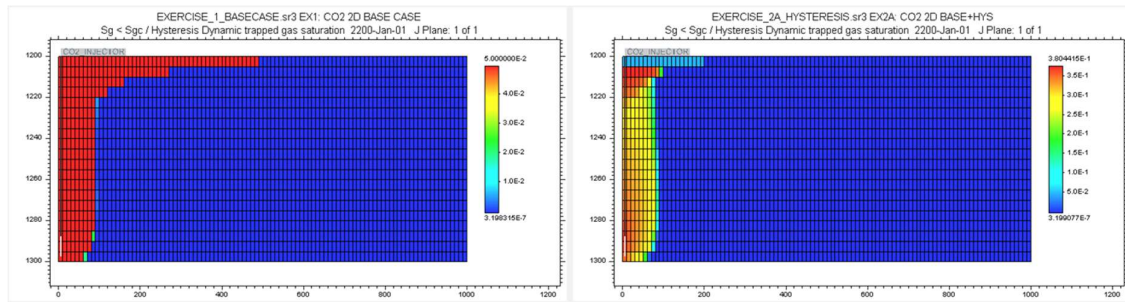 EXERCISE_1_BASECASE.sr3 EX1: CO2 2D BASE CASE
Sg < Sgc / Hysteresis Dynamic trapped gas saturation 2200-Jan-01 J Plane: 1 of 1
CO2_INJECTOR
1200
1220
1240
1260
1280
1300
0 200 400 600 800 1000 1200
5.000000E-2
4.0E-2
3.0E-2
2.0E-2
1.0E-2
3.198315E-7
EXERCISE_2A_HYSTERESIS.sr3 EX2A: CO2 2D BASE+HYS
Sg < Sgc / Hysteresis Dynamic trapped gas saturation 2200-Jan-01 J Plane: 1 of 1
CO2_INJECTOR
1200
1220
1240
1260
1280
1300
0 200 400 600 800 1000 1200
3.804415E-1
3.5E-1
3.0E-1
2.5E-1
2.0E-1
1.5E-1
1.0E-1
5.0E-2
3.199077E-7